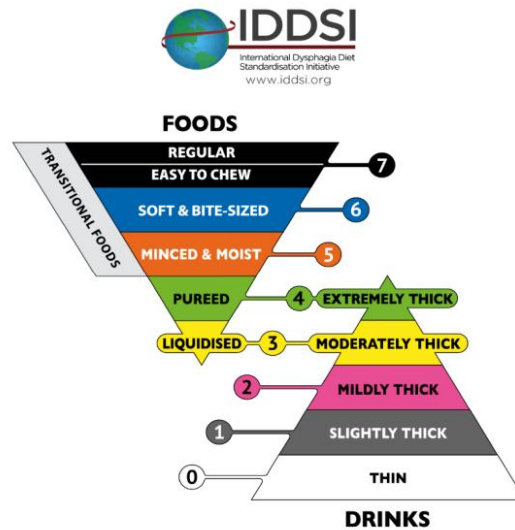 IDDSI
International Dysphagia Diet
Standardisation Initiative
www.iddsi.org
FOODS
TRANSITIONAL FOODS
REGULAR
EASY TO CHEW
7
SOFT & BITE-SIZED
6
MINCED & MOIST
5
PUREED
4
EXTREMELY THICK
LIQUIDISED
3
MODERATELY THICK
2
MILDLY THICK
1
SLIGHTLY THICK
0
THIN
DRINKS